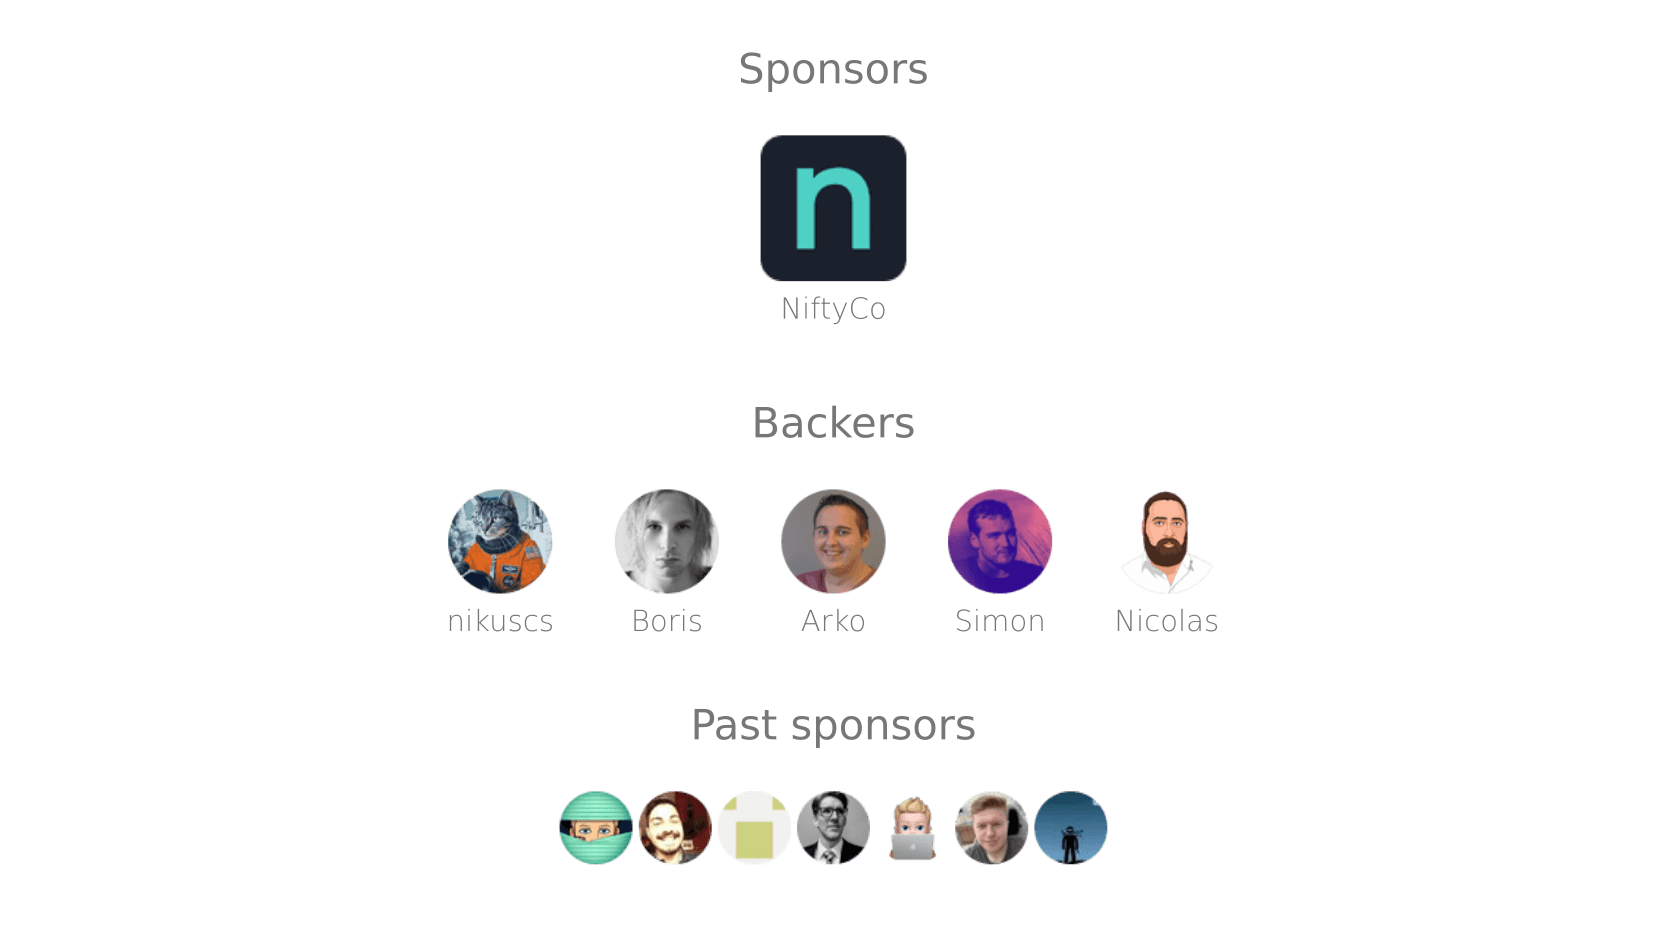 Sponsors
n
NiftyCo
Backers
nikuscs Boris Arko Simon Nicolas
Past sponsors